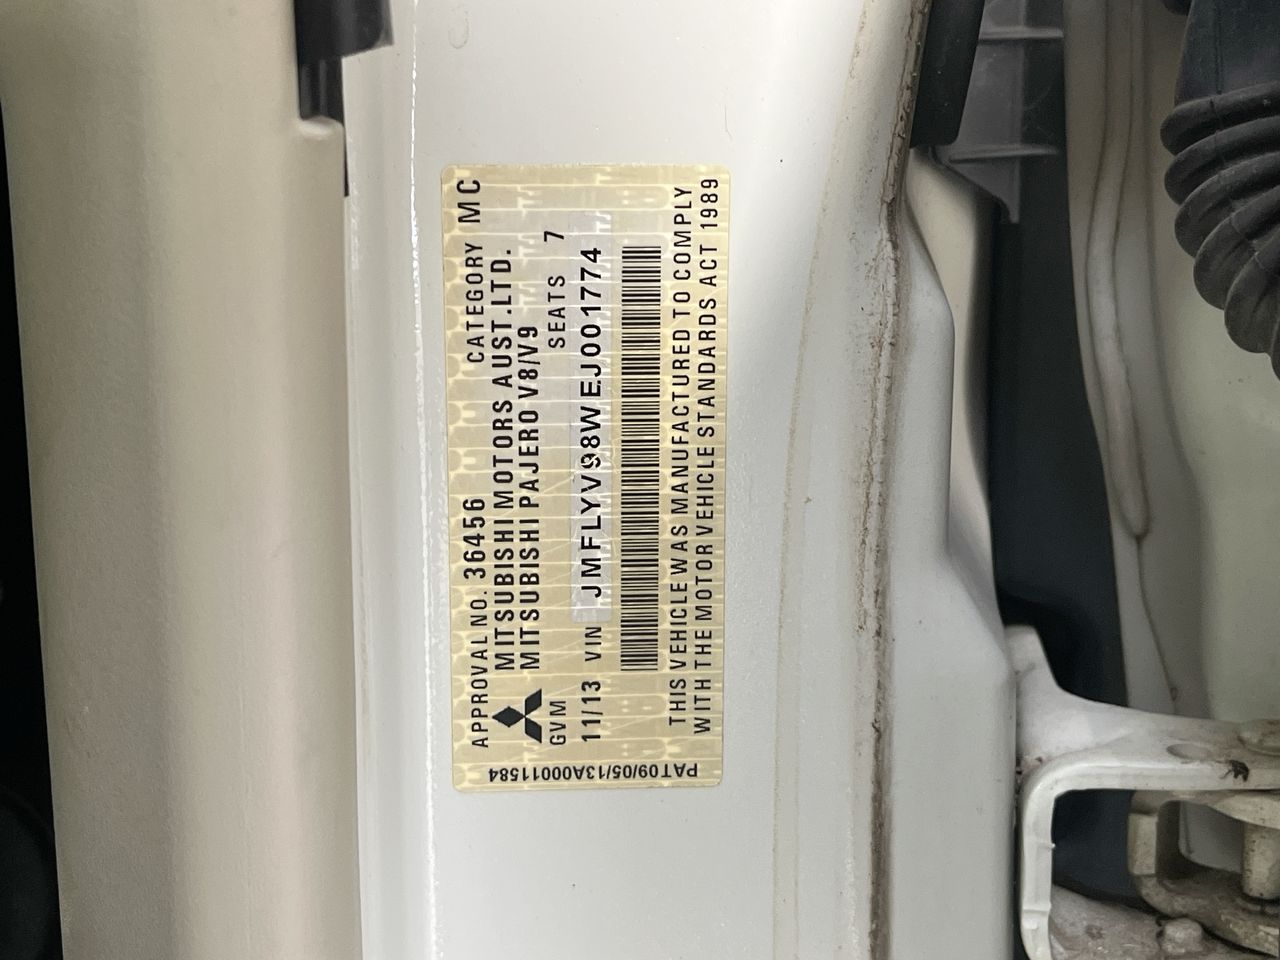 APPROVAL NO. 36456 CATEGORY MC
MITSUBISHI MOTORS AUST.LTD.
MITSUBISHI PAJERO V8/V9
GVM SEATS 7
11/13 VIN JMFLYV98WEJ001774
THIS VEHICLE WAS MANUFACTURED TO COMPLY
WITH THE MOTOR VEHICLE STANDARDS ACT 1989
PAT09/05/13A00011584